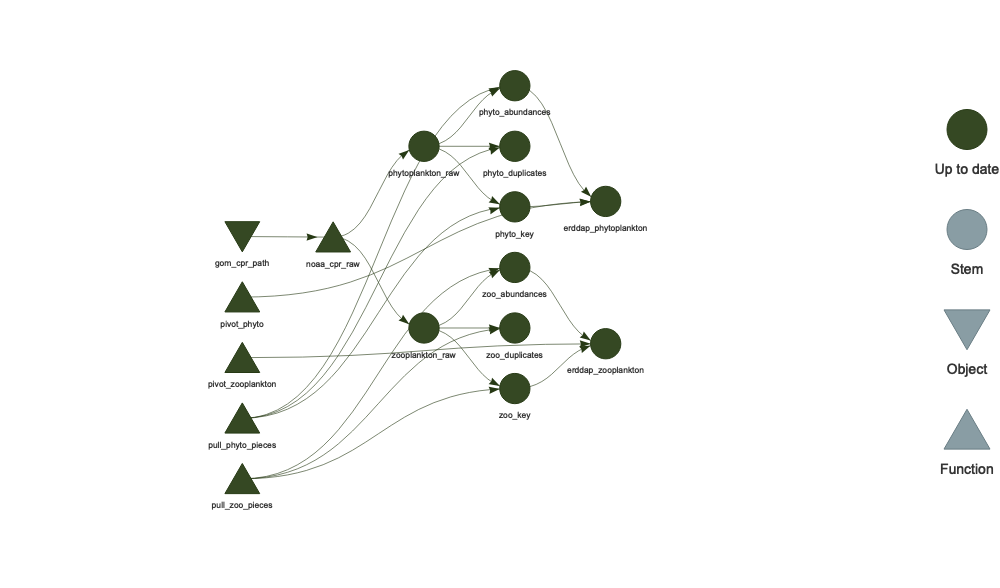 phyto_abundances
phytoplankton_raw
phyto_duplicates
phyto_key
erddap_phytoplankton
gom_cpr_path
noaa_cpr_raw
pivot_phyto
zoo_abundances
pivot_zooplankton
zooplankton_raw
zoo_duplicates
erddap_zooplankton
zoo_key
pull_phyto_pieces
pull_zoo_pieces
Up to date
Stem
Object
Function